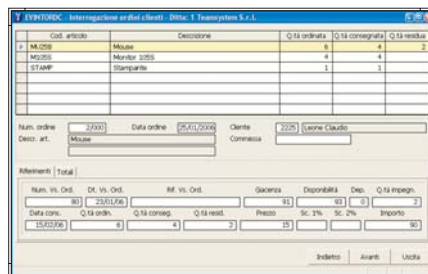 EVINTORDC - Interrogazione ordini clienti - Ditta: 1 Teamsystem S.r.l.
Cod. articolo Descrizione Q.tà ordinata Q.tà consegnata Q.tà residua
MU05B Mouse 6 4 2
M105S Monitor 105S 4 4
STAMP Stampante 1 1
Num. ordine 2/000 Data ordine 25/01/2006 Cliente 2225 Leone Claudio
Descr. art. Mouse Commessa
Riferimenti Totali
Num. Vs. Ord. Dt. Vs. Ord. Rif. Vs. Ord. Giacenza Disponibilità Dep. Q.tà impegn.
80 23/01/06 91 93 0 2
Data cons. Q.tà ordin. Q.tà conseg. Q.tà resid. Prezzo Sc. 1% Sc. 2% Importo
15/02/06 6 4 2 15 90
Indietro Avanti Uscita